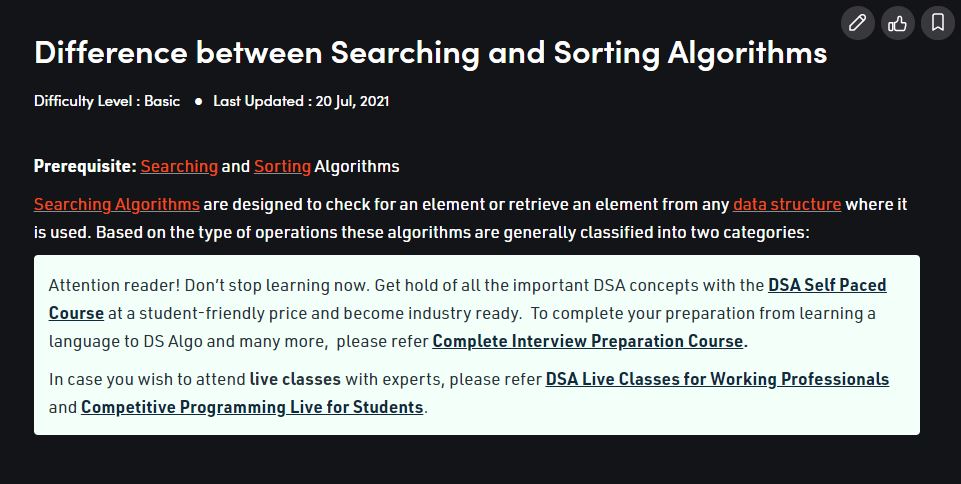 Difference between Searching and Sorting Algorithms
Difficulty Level : Basic ● Last Updated : 20 Jul, 2021
Prerequisite: Searching and Sorting Algorithms
Searching Algorithms are designed to check for an element or retrieve an element from any data structure where it
is used. Based on the type of operations these algorithms are generally classified into two categories:
Attention reader! Don’t stop learning now. Get hold of all the important DSA concepts with the DSA Self Paced
Course at a student-friendly price and become industry ready.  To complete your preparation from learning a
language to DS Algo and many more,  please refer Complete Interview Preparation Course.
In case you wish to attend live classes with experts, please refer DSA Live Classes for Working Professionals
and Competitive Programming Live for Students.